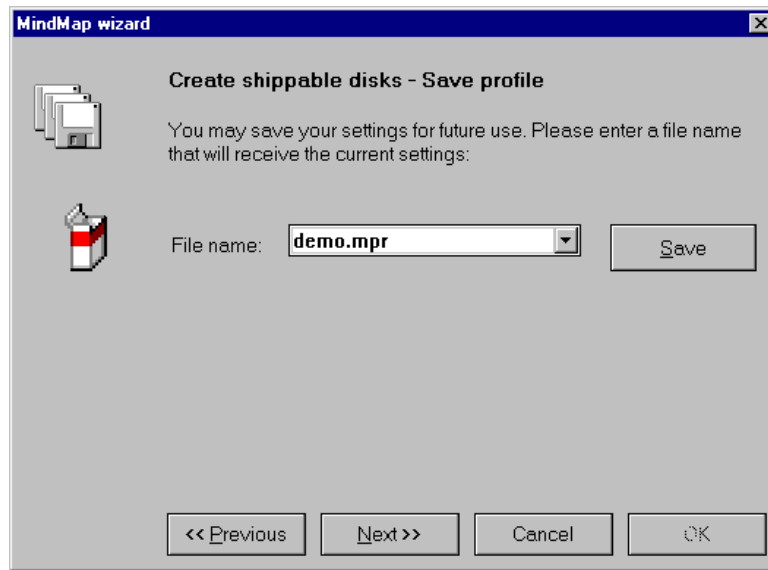 MindMap wizard
Create shippable disks - Save profile
You may save your settings for future use. Please enter a file name
that will receive the current settings:
File name: demo.mpr Save
<< Previous Next >> Cancel OK